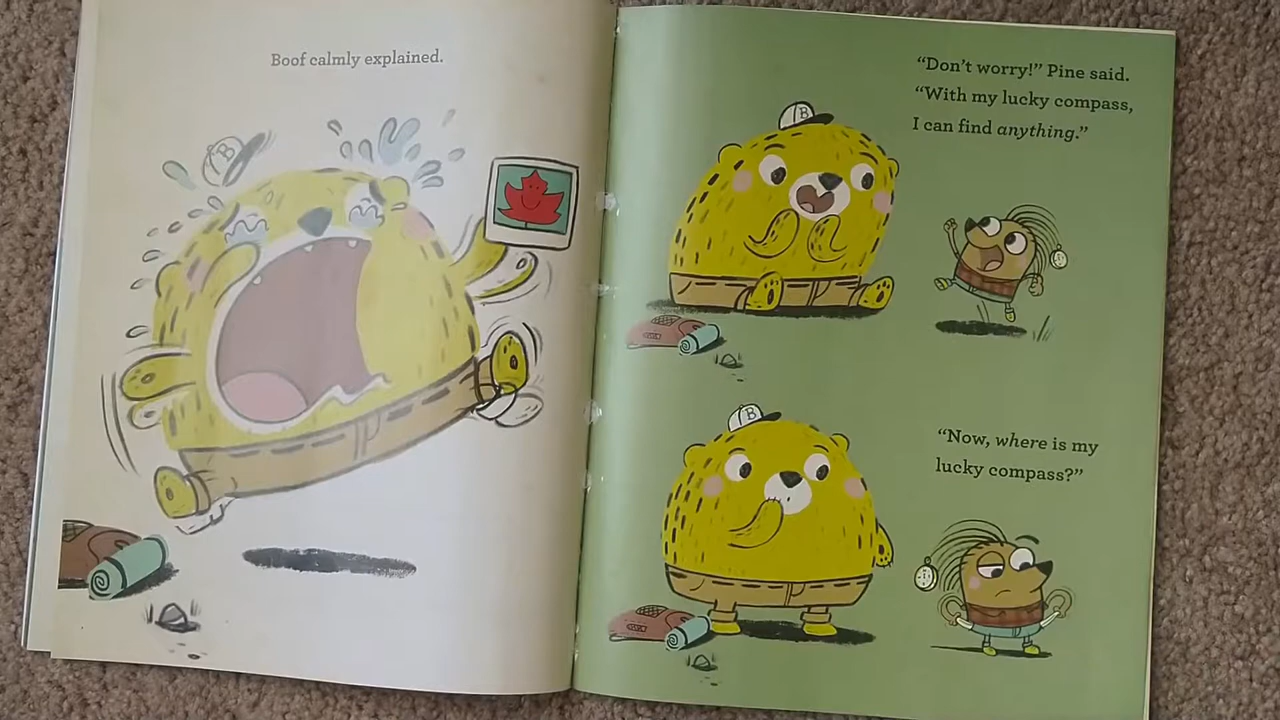 Boof calmly explained.
B
“Don’t worry!” Pine said.
“With my lucky compass,
I can find anything.”
B
“Now, where is my
lucky compass?”
B